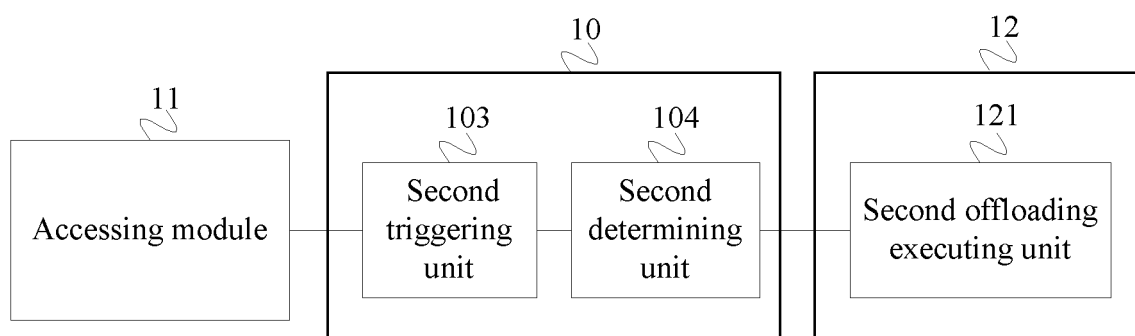 10
12
11
103
104
121
Accessing module
Second
triggering
unit
Second
determining
unit
Second offloading
executing unit